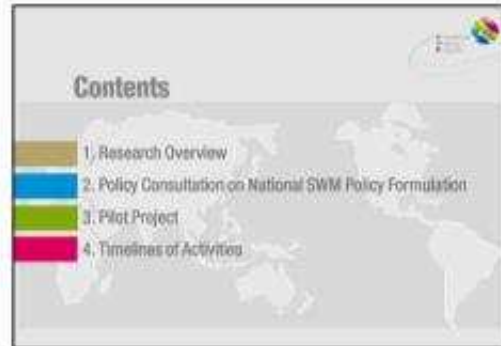 Contents
1. Research Overview
2. Policy Consultation on National SWM Policy Formulation
3. Pilot Project
4. Timelines of Activities